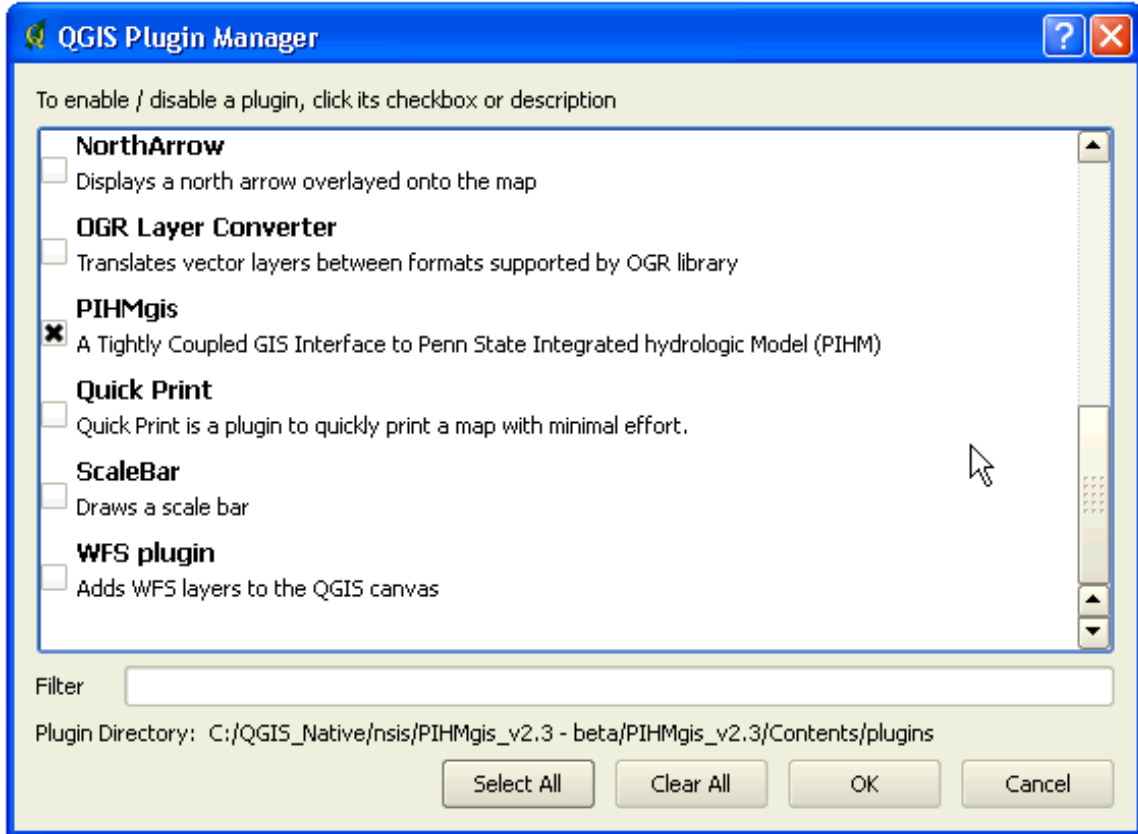 QGIS Plugin Manager
To enable / disable a plugin, click its checkbox or description
NorthArrow
Displays a north arrow overlayed onto the map
OGR Layer Converter
Translates vector layers between formats supported by OGR library
PIHMgis
A Tightly Coupled GIS Interface to Penn State Integrated hydrologic Model (PIHM)
Quick Print
Quick Print is a plugin to quickly print a map with minimal effort.
ScaleBar
Draws a scale bar
WFS plugin
Adds WFS layers to the QGIS canvas
Filter
Plugin Directory: C:/QGIS_Native/nsis/PIHMgis_v2.3 - beta/PIHMgis_v2.3/Contents/plugins
Select All Clear All OK Cancel